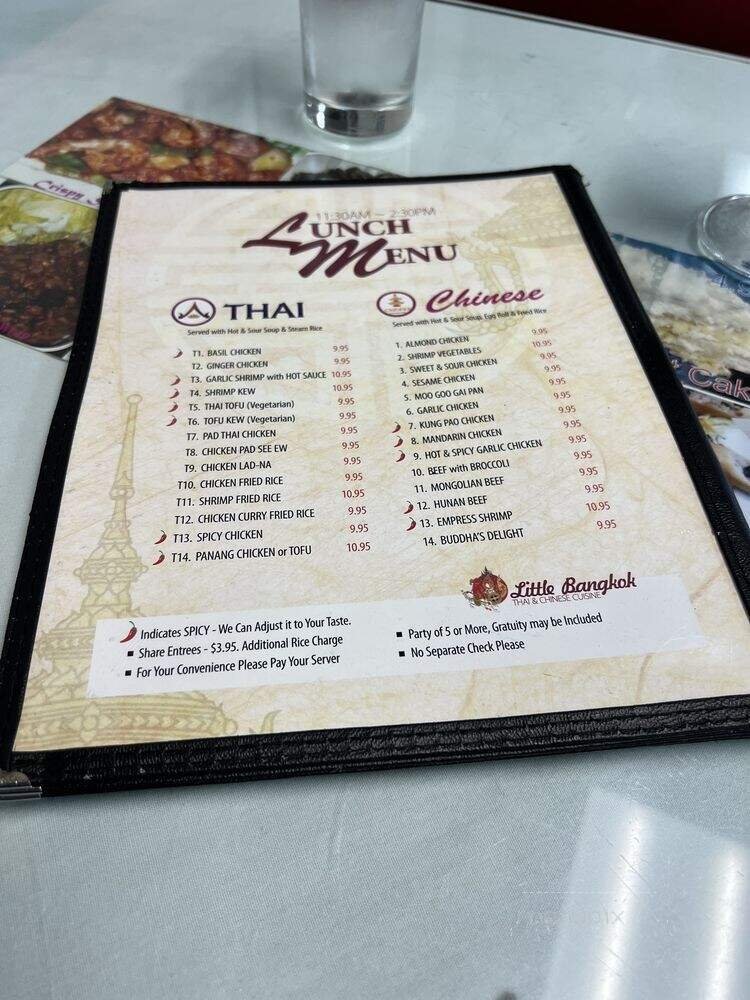 Crispy
11:30AM ~ 2:30PM
LUNCH
MENU
THAI
Served with Hot & Sour Soup & Steam Rice
T1. BASIL CHICKEN 9.95
T2. GINGER CHICKEN 9.95
T3. GARLIC SHRIMP with HOT SAUCE 10.95
T4. SHRIMP KEW 10.95
T5. THAI TOFU (Vegetarian) 9.95
T6. TOFU KEW (Vegetarian) 9.95
T7. PAD THAI CHICKEN 9.95
T8. CHICKEN PAD SEE EW 9.95
T9. CHICKEN LAD-NA 9.95
T10. CHICKEN FRIED RICE 9.95
T11. SHRIMP FRIED RICE 10.95
T12. CHICKEN CURRY FRIED RICE 9.95
T13. SPICY CHICKEN 9.95
T14. PANANG CHICKEN or TOFU 10.95
Chinese
Served with Hot & Sour Soup, Egg Roll & Fried Rice
1. ALMOND CHICKEN 9.95
2. SHRIMP VEGETABLES 10.95
3. SWEET & SOUR CHICKEN 9.95
4. SESAME CHICKEN 9.95
5. MOO GOO GAI PAN 9.95
6. GARLIC CHICKEN 9.95
7. KUNG PAO CHICKEN 9.95
8. MANDARIN CHICKEN 9.95
9. HOT & SPICY GARLIC CHICKEN 9.95
10. BEEF with BROCCOLI 9.95
11. MONGOLIAN BEEF 9.95
12. HUNAN BEEF 9.95
13. EMPRESS SHRIMP 10.95
14. BUDDHA'S DELIGHT 9.95
Little Bangkok
THAI & CHINESE CUISINE
Indicates SPICY - We Can Adjust it to Your Taste.
▪ Share Entrees - $3.95. Additional Rice Charge
▪ For Your Convenience Please Pay Your Server
▪ Party of 5 or More, Gratuity may be Included
▪ No Separate Check Please